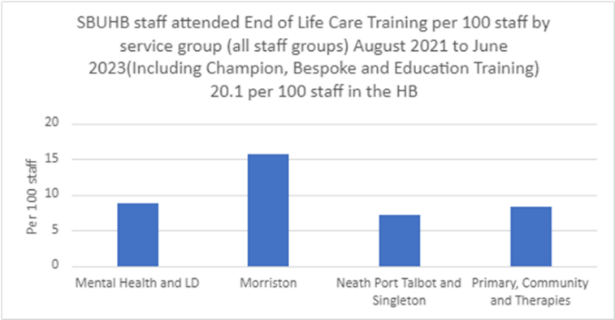 SBUHB staff attended End of Life Care Training per 100 staff by
service group (all staff groups) August 2021 to June
2023(Including Champion, Bespoke and Education Training)
20.1 per 100 staff in the HB
20
15
10
5
0
Per 100 staff
Mental Health and LD
Morriston
Neath Port Talbot and
Singleton
Primary, Community
and Therapies